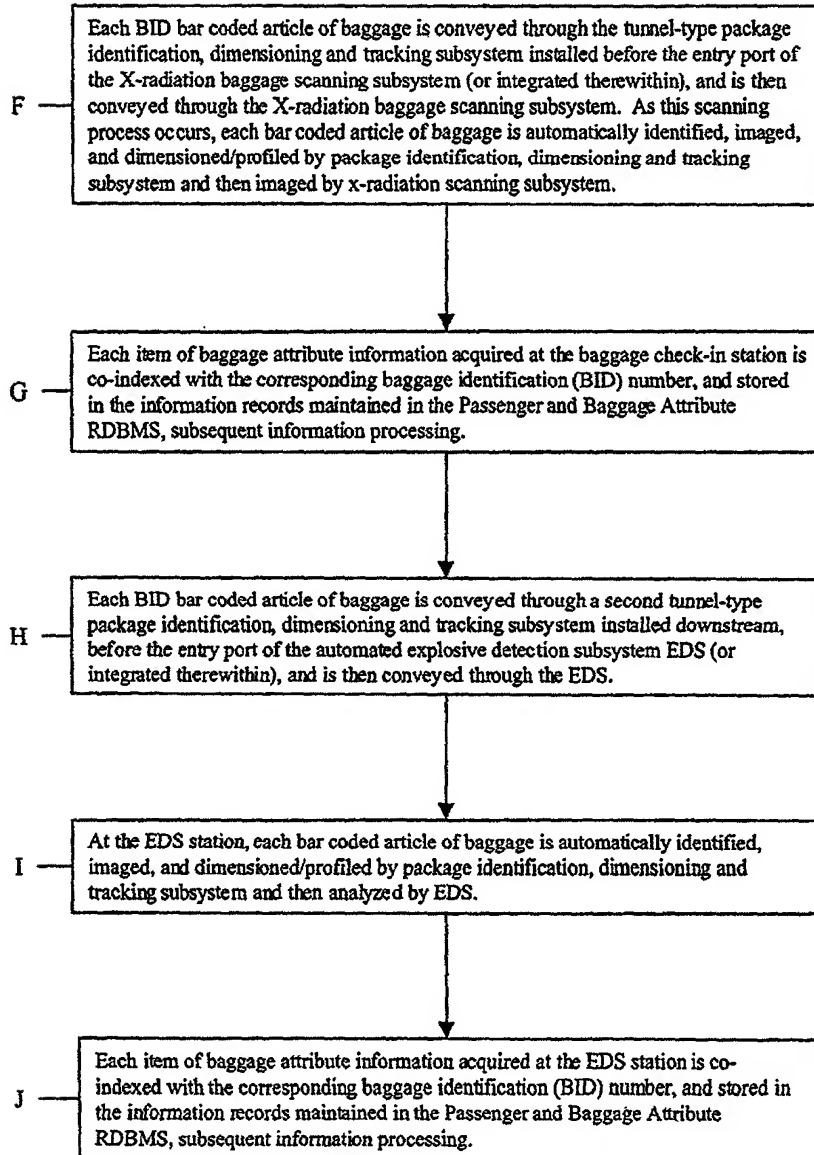 Each BID bar coded article of baggage is conveyed through the tunnel-type package
identification, dimensioning and tracking subsystem installed before the entry port of
the X-radiation baggage scanning subsystem (or integrated therewithin), and is then
F
conveyed through the X-radiation baggage scanning subsystem. As this scanning
process occurs, each bar coded article of baggage is automatically identified, imaged,
and dimensioned/profiled by package identification, dimensioning and tracking
subsystem and then imaged by x-radiation scanning subsystem.
Each item of baggage attribute information acquired at the baggage check-in station is
G
co-indexed with the corresponding baggage identification (BID) number, and stored
in the information records maintained in the Passenger and Baggage Attribute
RDBMS, subsequent information processing.
Each BID bar coded article of baggage is conveyed through a second tunnel-type
H
package identification, dimensioning and tracking subsystem installed downstream,
before the entry port of the automated explosive detection subsystem EDS (or
integrated therewithin), and is then conveyed through the EDS.
At the EDS station, each bar coded article of baggage is automatically identified,
I
imaged, and dimensioned/profiled by package identification, dimensioning and
tracking subsystem and then analyzed by EDS.
Each item of baggage attribute information acquired at the EDS station is co-
J
indexed with the corresponding baggage identification (BID) number, and stored in
the information records maintained in the Passenger and Baggage Attribute
RDBMS, subsequent information processing.